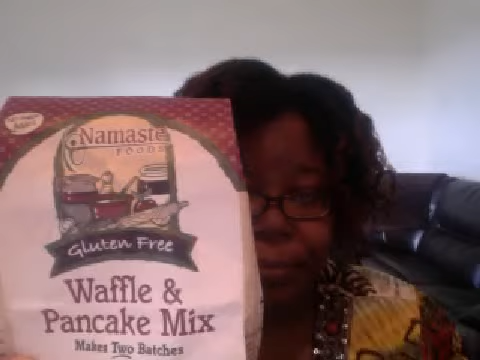 Namaste
FOODS
Gluten Free
Waffle &
Pancake Mix
Makes Two Batches